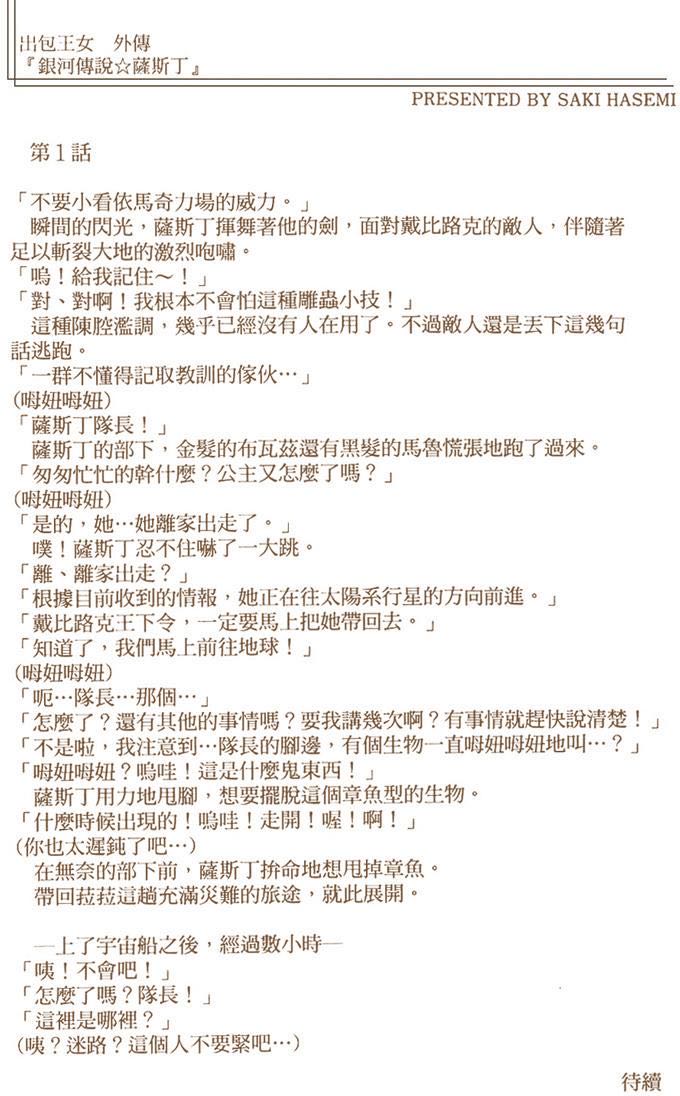 出包王女　外傳
『銀河傳說☆薩斯丁』
PRESENTED BY SAKI HASEMI
第１話
「不要小看依馬奇力場的威力。」
瞬間的閃光，薩斯丁揮舞著他的劍，面對戴比路克的敵人，伴隨著
足以斬裂大地的激烈咆嘯。
「嗚！給我記住～！」
「對、對啊！我根本不會怕這種雕蟲小技！」
這種陳腔濫調，幾乎已經沒有人在用了。不過敵人還是丟下這幾句
話逃跑。
「一群不懂得記取教訓的傢伙…」
(呣妞呣妞)
「薩斯丁隊長！」
薩斯丁的部下，金髮的布瓦茲還有黑髮的馬魯慌張地跑了過來。
「匆匆忙忙的幹什麼？公主又怎麼了嗎？」
(呣妞呣妞)
「是的，她…她離家出走了。」
噗！薩斯丁忍不住嚇了一大跳。
「離、離家出走？」
「根據目前收到的情報，她正在往太陽系行星的方向前進。」
「戴比路克王下令，一定要馬上把她帶回去。」
「知道了，我們馬上前往地球！」
(呣妞呣妞)
「呃…隊長…那個…」
「怎麼了？還有其他的事情嗎？要我講幾次啊？有事情就趕快說清楚！」
「不是啦，我注意到…隊長的腳邊，有個生物一直呣妞呣妞地叫…？」
「呣妞呣妞？嗚哇！這是什麼鬼東西！」
薩斯丁用力地甩腳，想要擺脫這個章魚型的生物。
「什麼時候出現的！嗚哇！走開！喔！啊！」
(你也太遲鈍了吧…)
在無奈的部下前，薩斯丁拚命地想甩掉章魚。
帶回菈菈這趟充滿災難的旅途，就此展開。
─上了宇宙船之後，經過數小時─
「咦！不會吧！」
「怎麼了嗎？隊長！」
「這裡是哪裡？」
(咦？迷路？這個人不要緊吧…)
待續